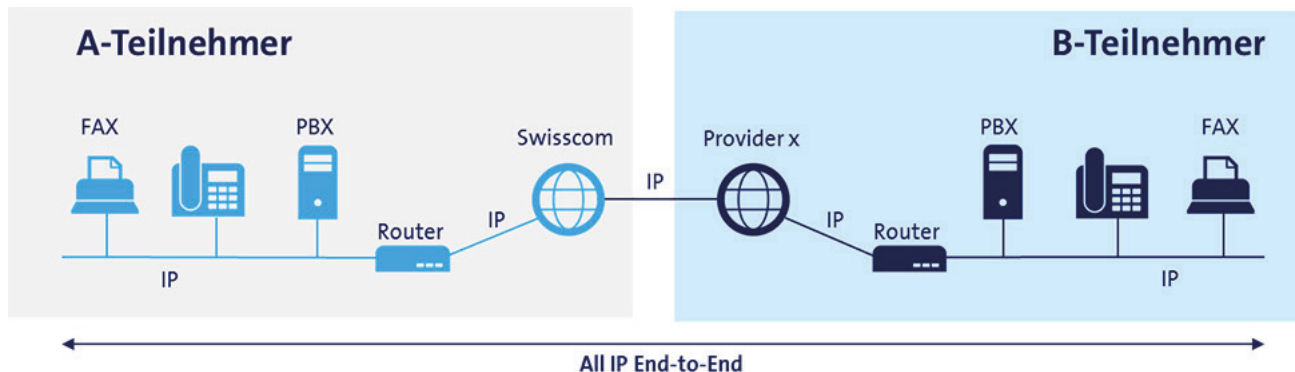 A-Teilnehmer
B-Teilnehmer
FAX
PBX
Swisscom
Provider x
PBX
FAX
IP
IP
IP
Router
Router
IP
IP
All IP End-to-End